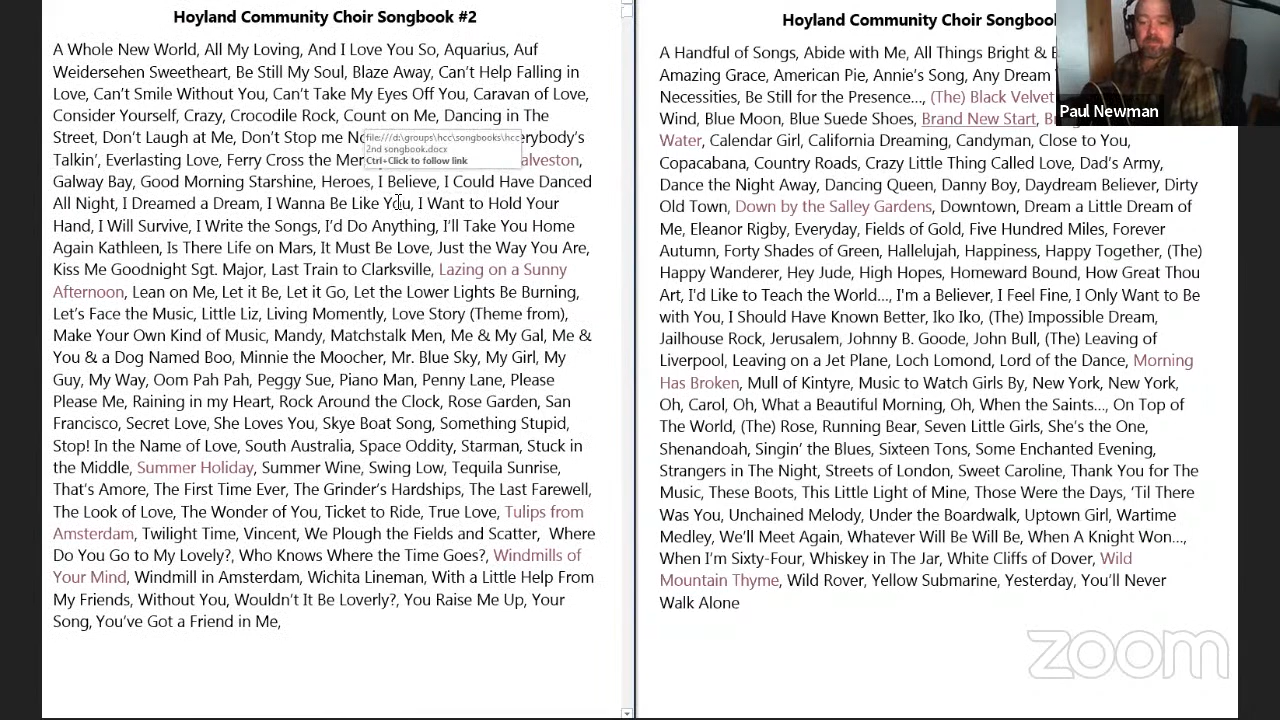 Hoyland Community Choir Songbook #2
A Whole New World, All My Loving, And I Love You So, Aquarius, Auf
Weidersehen Sweetheart, Be Still My Soul, Blaze Away, Can't Help Falling in
Love, Can't Smile Without You, Can't Take My Eyes Off You, Caravan of Love,
Consider Yourself, Crazy, Crocodile Rock, Count on Me, Dancing in The
Street, Don't Laugh at Me, Don't Stop me
Talkin', Everlasting Love, Ferry Cross the
file:///d:\groups\hcc\songbooks\hcc
2nd songbook.docx
Ctrl+Click to follow link
Galway Bay, Good Morning Starshine, Heroes, I Believe, I Could Have Danced
All Night, I Dreamed a Dream, I Wanna Be Like You, I Want to Hold Your
Hand, I Will Survive, I Write the Songs, I'd Do Anything, I'll Take You Home
Again Kathleen, Is There Life on Mars, It Must Be Love, Just the Way You Are,
Kiss Me Goodnight Sgt. Major, Last Train to Clarksville, Lazing on a Sunny
Afternoon, Lean on Me, Let it Be, Let it Go, Let the Lower Lights Be Burning,
Let's Face the Music, Little Liz, Living Momently, Love Story (Theme from),
Make Your Own Kind of Music, Mandy, Matchstalk Men, Me & My Gal, Me &
You & a Dog Named Boo, Minnie the Moocher, Mr. Blue Sky, My Girl, My
Guy, My Way, Oom Pah Pah, Peggy Sue, Piano Man, Penny Lane, Please
Please Me, Raining in my Heart, Rock Around the Clock, Rose Garden, San
Francisco, Secret Love, She Loves You, Skye Boat Song, Something Stupid,
Stop! In the Name of Love, South Australia, Space Oddity, Starman, Stuck in
the Middle, Summer Holiday, Summer Wine, Swing Low, Tequila Sunrise,
That's Amore, The First Time Ever, The Grinder's Hardships, The Last Farewell,
The Look of Love, The Wonder of You, Ticket to Ride, True Love, Tulips from
Amsterdam, Twilight Time, Vincent, We Plough the Fields and Scatter, Where
Do You Go to My Lovely?, Who Knows Where the Time Goes?, Windmills of
Your Mind, Windmill in Amsterdam, Wichita Lineman, With a Little Help From
My Friends, Without You, Wouldn't It Be Loverly?, You Raise Me Up, Your
Song, You've Got a Friend in Me,
Hoyland Community Choir Songbook
A Handful of Songs, Abide with Me, All Things Bright &
Amazing Grace, American Pie, Annie's Song, Any Dream
Necessities, Be Still for the Presence..., (The) Black Velvet
Wind, Blue Moon, Blue Suede Shoes, Brand New Start,
Water, Calendar Girl, California Dreaming, Candyman, Close to You,
Copacabana, Country Roads, Crazy Little Thing Called Love, Dad's Army,
Dance the Night Away, Dancing Queen, Danny Boy, Daydream Believer, Dirty
Old Town, Down by the Salley Gardens, Downtown, Dream a Little Dream of
Me, Eleanor Rigby, Everyday, Fields of Gold, Five Hundred Miles, Forever
Autumn, Forty Shades of Green, Hallelujah, Happiness, Happy Together, (The)
Happy Wanderer, Hey Jude, High Hopes, Homeward Bound, How Great Thou
Art, I'd Like to Teach the World..., I'm a Believer, I Feel Fine, I Only Want to Be
with You, I Should Have Known Better, Iko Iko, (The) Impossible Dream,
Jailhouse Rock, Jerusalem, Johnny B. Goode, John Bull, (The) Leaving of
Liverpool, Leaving on a Jet Plane, Loch Lomond, Lord of the Dance, Morning
Has Broken, Mull of Kintyre, Music to Watch Girls By, New York, New York,
Oh, Carol, Oh, What a Beautiful Morning, Oh, When the Saints..., On Top of
The World, (The) Rose, Running Bear, Seven Little Girls, She's the One,
Shenandoah, Singin' the Blues, Sixteen Tons, Some Enchanted Evening,
Strangers in The Night, Streets of London, Sweet Caroline, Thank You for The
Music, These Boots, This Little Light of Mine, Those Were the Days, 'Til There
Was You, Unchained Melody, Under the Boardwalk, Uptown Girl, Wartime
Medley, We'll Meet Again, Whatever Will Be Will Be, When A Knight Won...,
When I'm Sixty-Four, Whiskey in The Jar, White Cliffs of Dover, Wild
Mountain Thyme, Wild Rover, Yellow Submarine, Yesterday, You'll Never
Walk Alone
Paul Newman
zoom